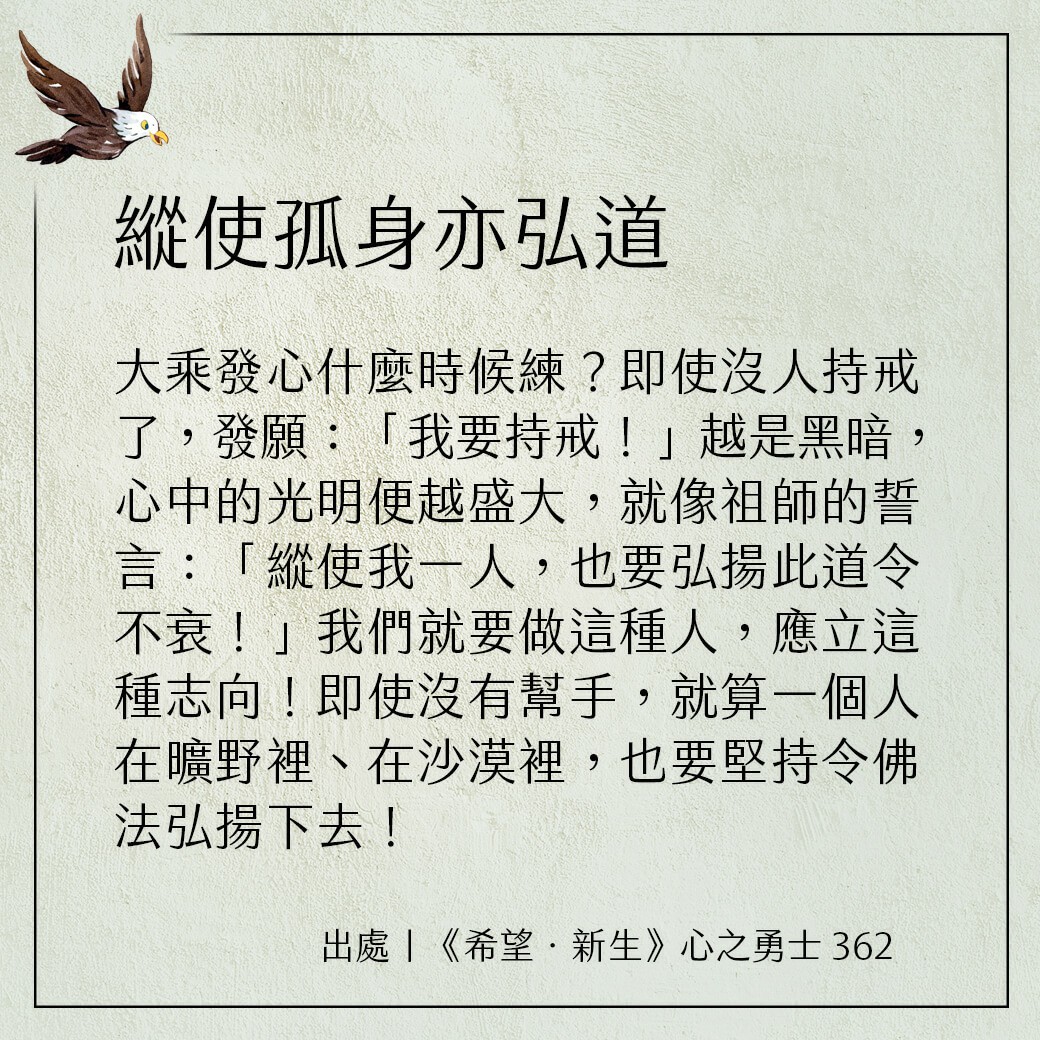 縱使孤身亦弘道
大乘發心什麼時候練？即使沒人持戒
了，發願：「我要持戒！」越是黑暗，
心中的光明便越盛大，就像祖師的誓
言：「縱使我一人，也要弘揚此道令
不衰！」我們就要做這種人，應立這
種志向！即使沒有幫手，就算一個人
在曠野裡、在沙漠裡，也要堅持令佛
法弘揚下去！
出處｜《希望．新生》心之勇士 362